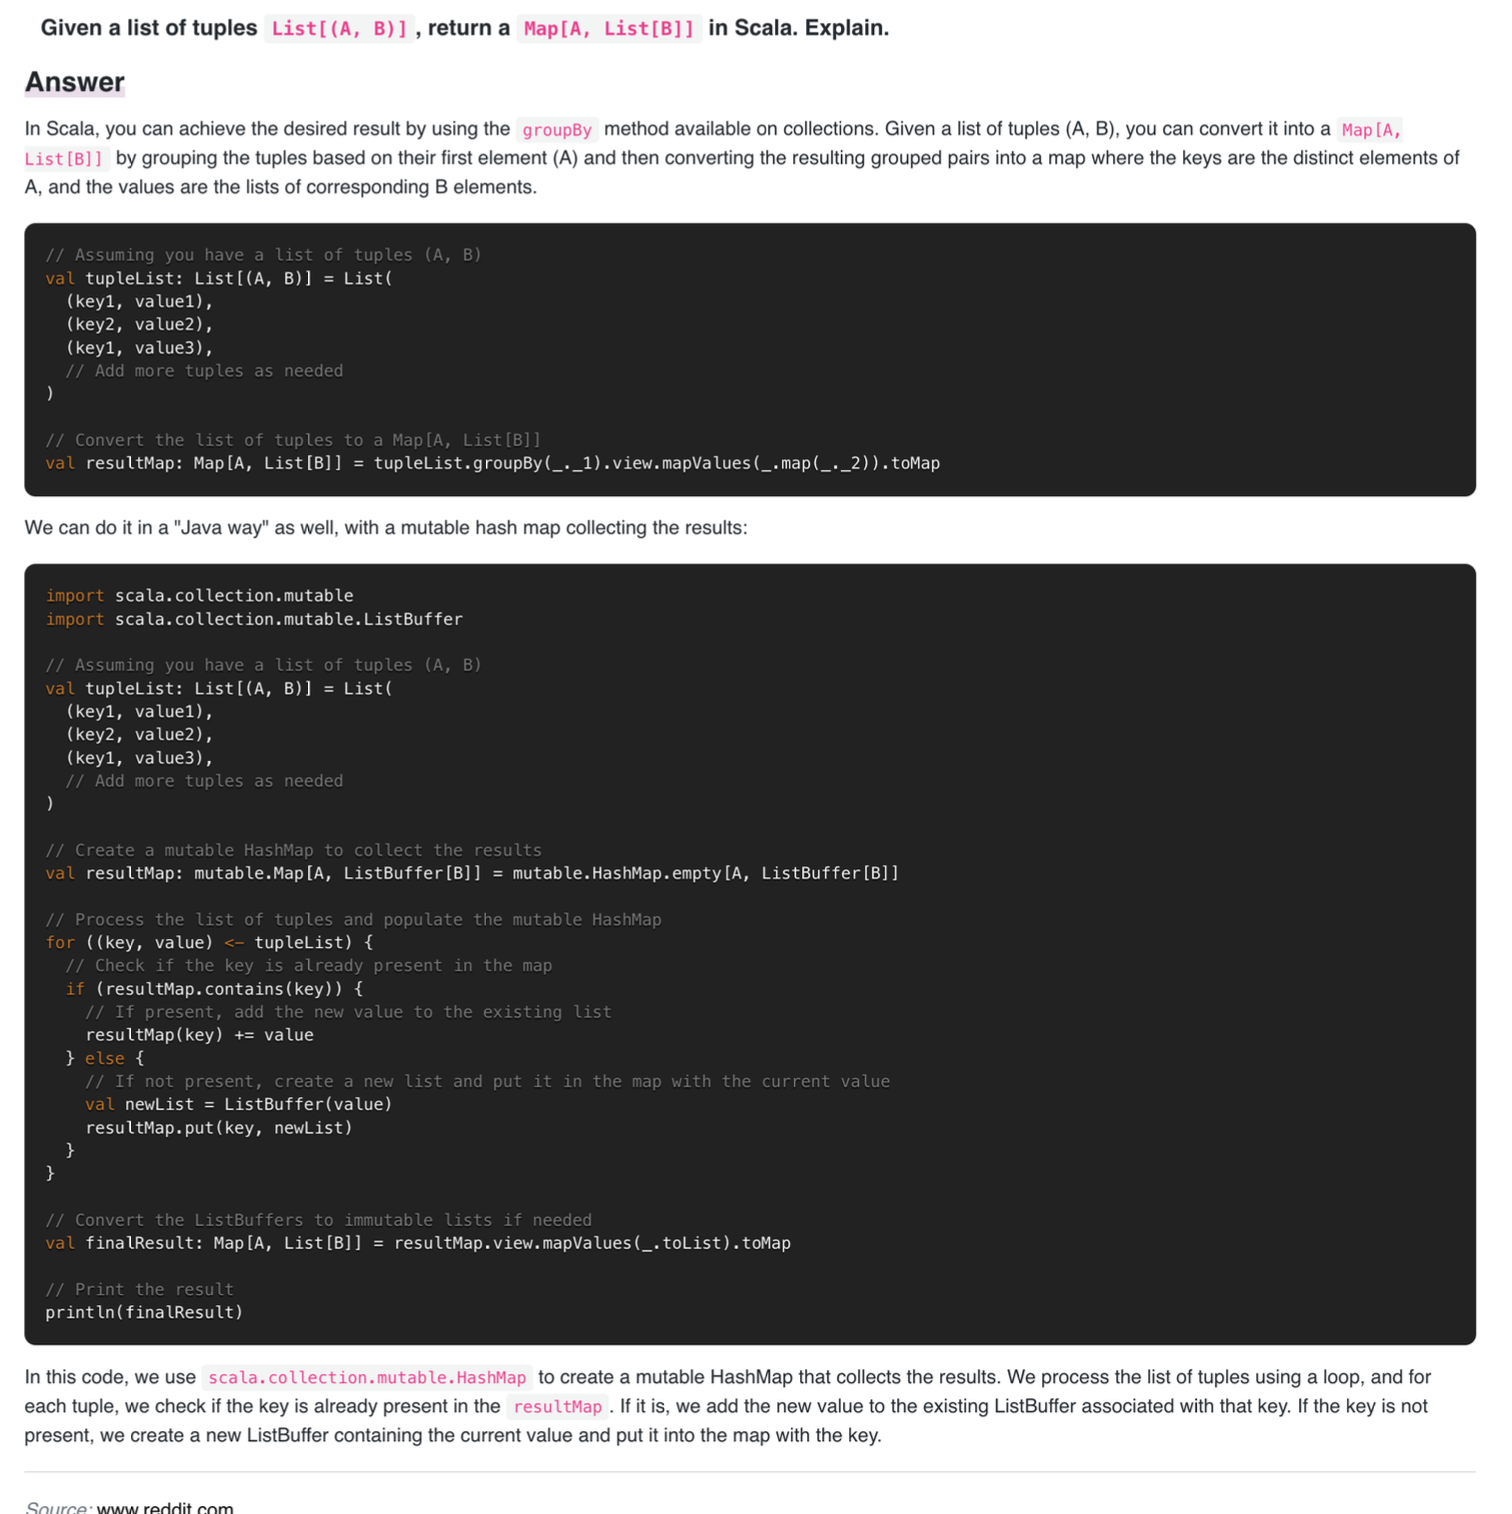 Given a list of tuples List[(A, B)], return a Map[A, List[B]] in Scala. Explain.
Answer
In Scala, you can achieve the desired result by using the groupBy method available on collections. Given a list of tuples (A, B), you can convert it into a Map[A,
List[B]] by grouping the tuples based on their first element (A) and then converting the resulting grouped pairs into a map where the keys are the distinct elements of
A, and the values are the lists of corresponding B elements.
// Assuming you have a list of tuples (A, B)
val tupleList: List[(A, B)] = List(
  (key1, value1),
  (key2, value2),
  (key1, value3),
  // Add more tuples as needed
)
// Convert the list of tuples to a Map[A, List[B]]
val resultMap: Map[A, List[B]] = tupleList.groupBy(_._1).view.mapValues(_.map(_._2)).toMap
We can do it in a "Java way" as well, with a mutable hash map collecting the results:
import scala.collection.mutable
import scala.collection.mutable.ListBuffer
// Assuming you have a list of tuples (A, B)
val tupleList: List[(A, B)] = List(
  (key1, value1),
  (key2, value2),
  (key1, value3),
  // Add more tuples as needed
)
// Create a mutable HashMap to collect the results
val resultMap: mutable.Map[A, ListBuffer[B]] = mutable.HashMap.empty[A, ListBuffer[B]]
// Process the list of tuples and populate the mutable HashMap
for ((key, value) <- tupleList) {
  // Check if the key is already present in the map
  if (resultMap.contains(key)) {
    // If present, add the new value to the existing list
    resultMap(key) += value
  } else {
    // If not present, create a new list and put it in the map with the current value
    val newList = ListBuffer(value)
    resultMap.put(key, newList)
  }
}
// Convert the ListBuffers to immutable lists if needed
val finalResult: Map[A, List[B]] = resultMap.view.mapValues(_.toList).toMap
// Print the result
println(finalResult)
In this code, we use scala.collection.mutable.HashMap to create a mutable HashMap that collects the results. We process the list of tuples using a loop, and for
each tuple, we check if the key is already present in the resultMap. If it is, we add the new value to the existing ListBuffer associated with that key. If the key is not
present, we create a new ListBuffer containing the current value and put it into the map with the key.
Source: www.reddit.com